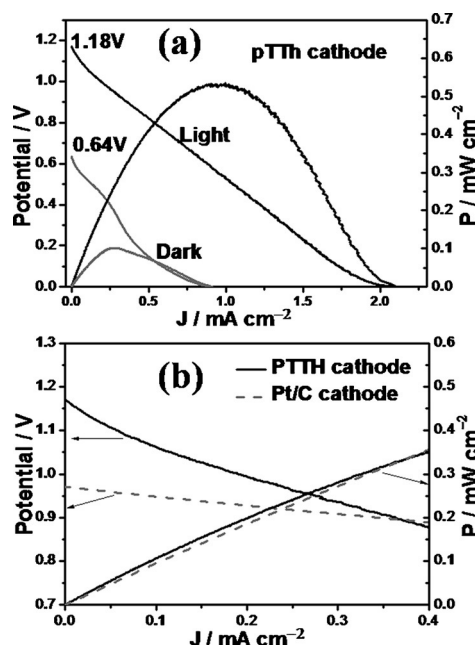 (a)
pTTh cathode
1.18V
0.64V
Light
Dark
Potential / V
1.2
1.0
0.8
0.6
0.4
0.2
0.0
P / mW cm⁻²
0.7
0.6
0.5
0.4
0.3
0.2
0.1
0.0
0.0 0.5 1.0 1.5 2.0
J / mA cm⁻²
(b)
PTTH cathode
Pt/C cathode
Potential / V
1.3
1.2
1.1
1.0
0.9
0.8
0.7
P / mW cm⁻²
0.6
0.5
0.4
0.3
0.2
0.1
0.0
0.0 0.1 0.2 0.3 0.4
J / mA cm⁻²